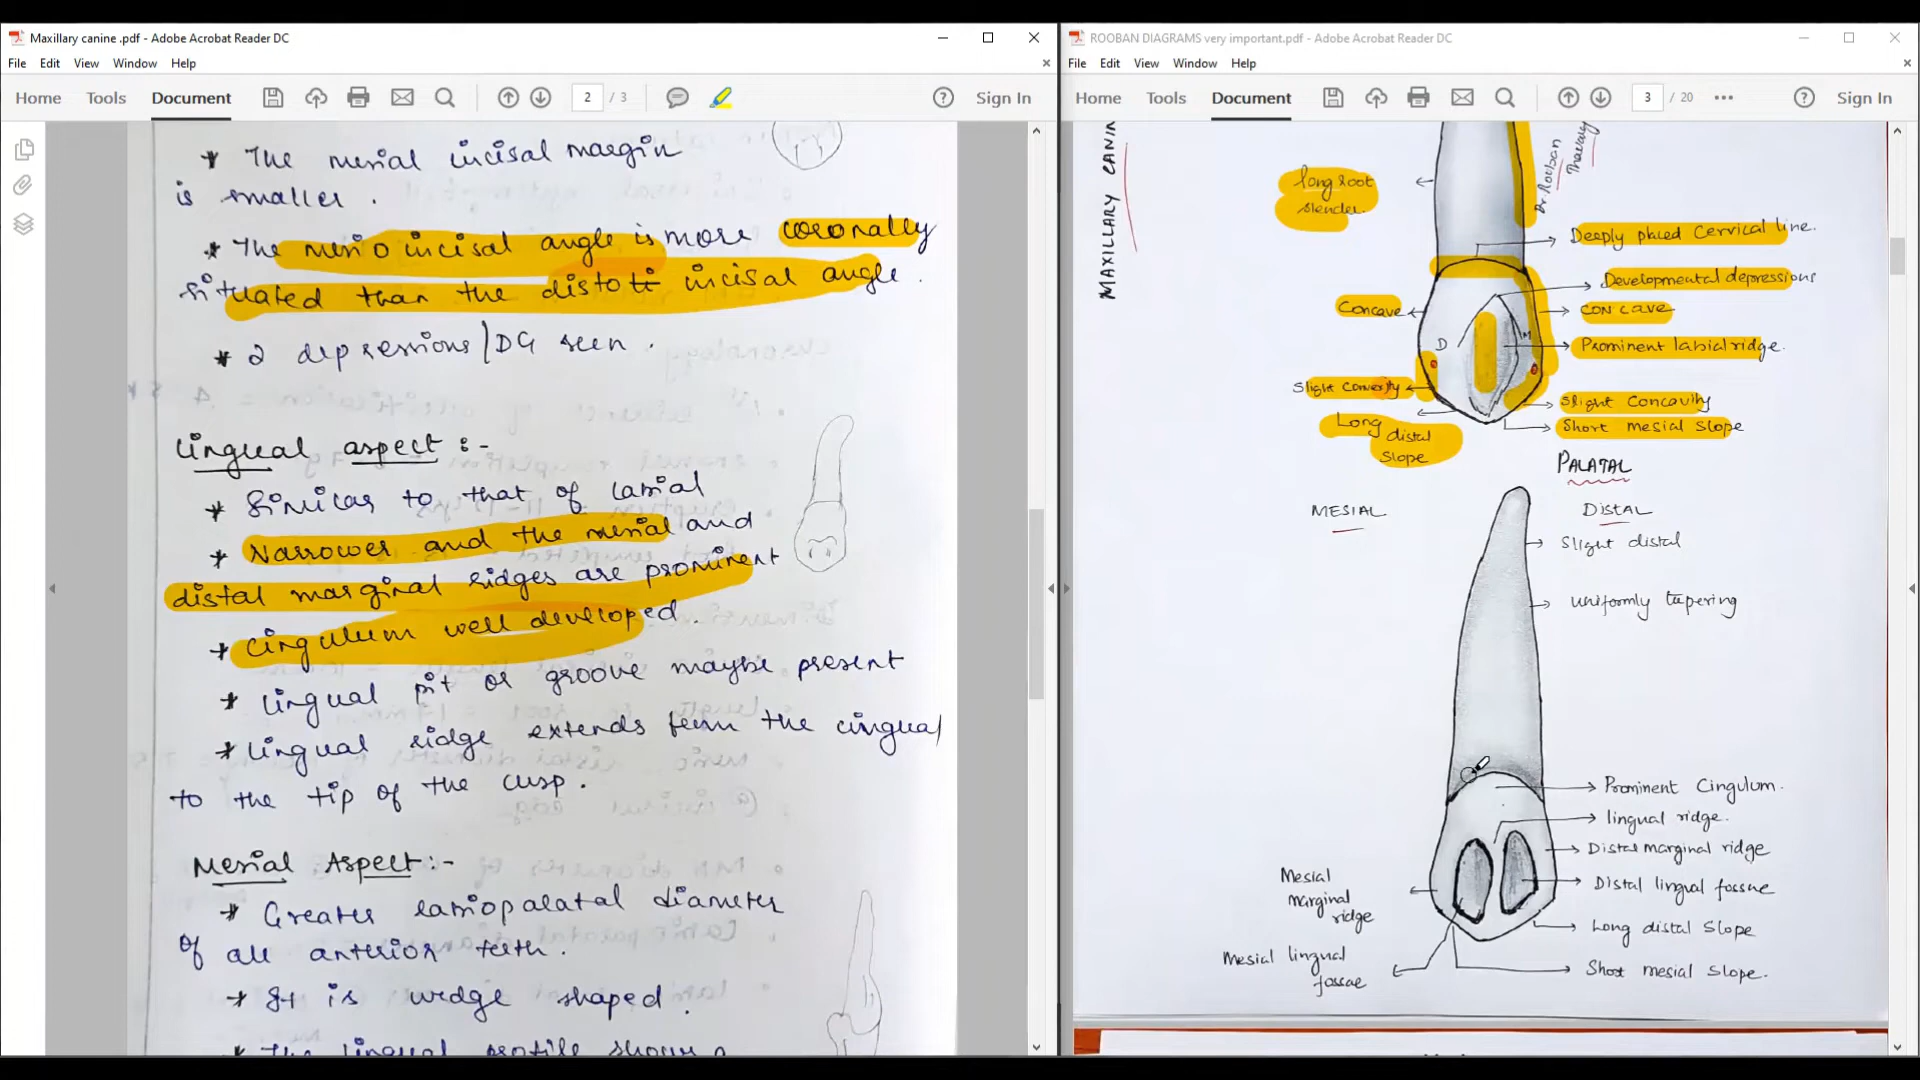 Maxillary canine .pdf - Adobe Acrobat Reader DC
File Edit View Window Help
Home Tools Document 2 / 3 Sign In
* The mesial incisal margin
is smaller .
* The mesio incisal angle is more coronally
situated than the disto incisal angle .
* 2 depressions/DG seen .
Lingual aspect :-
* Similar to that of labial
* Narrower and the mesial and
distal marginal ridges are prominent
* Cingulum well developed .
* Lingual pit or groove maybe present
* Lingual ridge extends from the cingual
to the tip of the cusp .
Mesial Aspect :-
* Greater labiopalatal diameter
of all anterior teeth .
* It is wedge shaped .
* The lingual profile shows a
ROOBAN DIAGRAMS very important.pdf - Adobe Acrobat Reader DC
File Edit View Window Help
Home Tools Document 3 / 20 Sign In
MAXILLARY CANIN
Dr. Rooban
long root
slender
Deeply placed Cervical line.
Developmental depressions
Concave
CONCAVE
D
M
Prominent labial ridge.
Slight convexity
Slight Concavity
Long distal slope
Short mesial slope
PALATAL
MESIAL
DISTAL
Slight distal
uniformly tapering
Prominent Cingulum.
lingual ridge.
Distal marginal ridge
Mesial marginal ridge
Distal lingual fossae
Long distal Slope
Mesial lingual fossae
Short mesial slope.